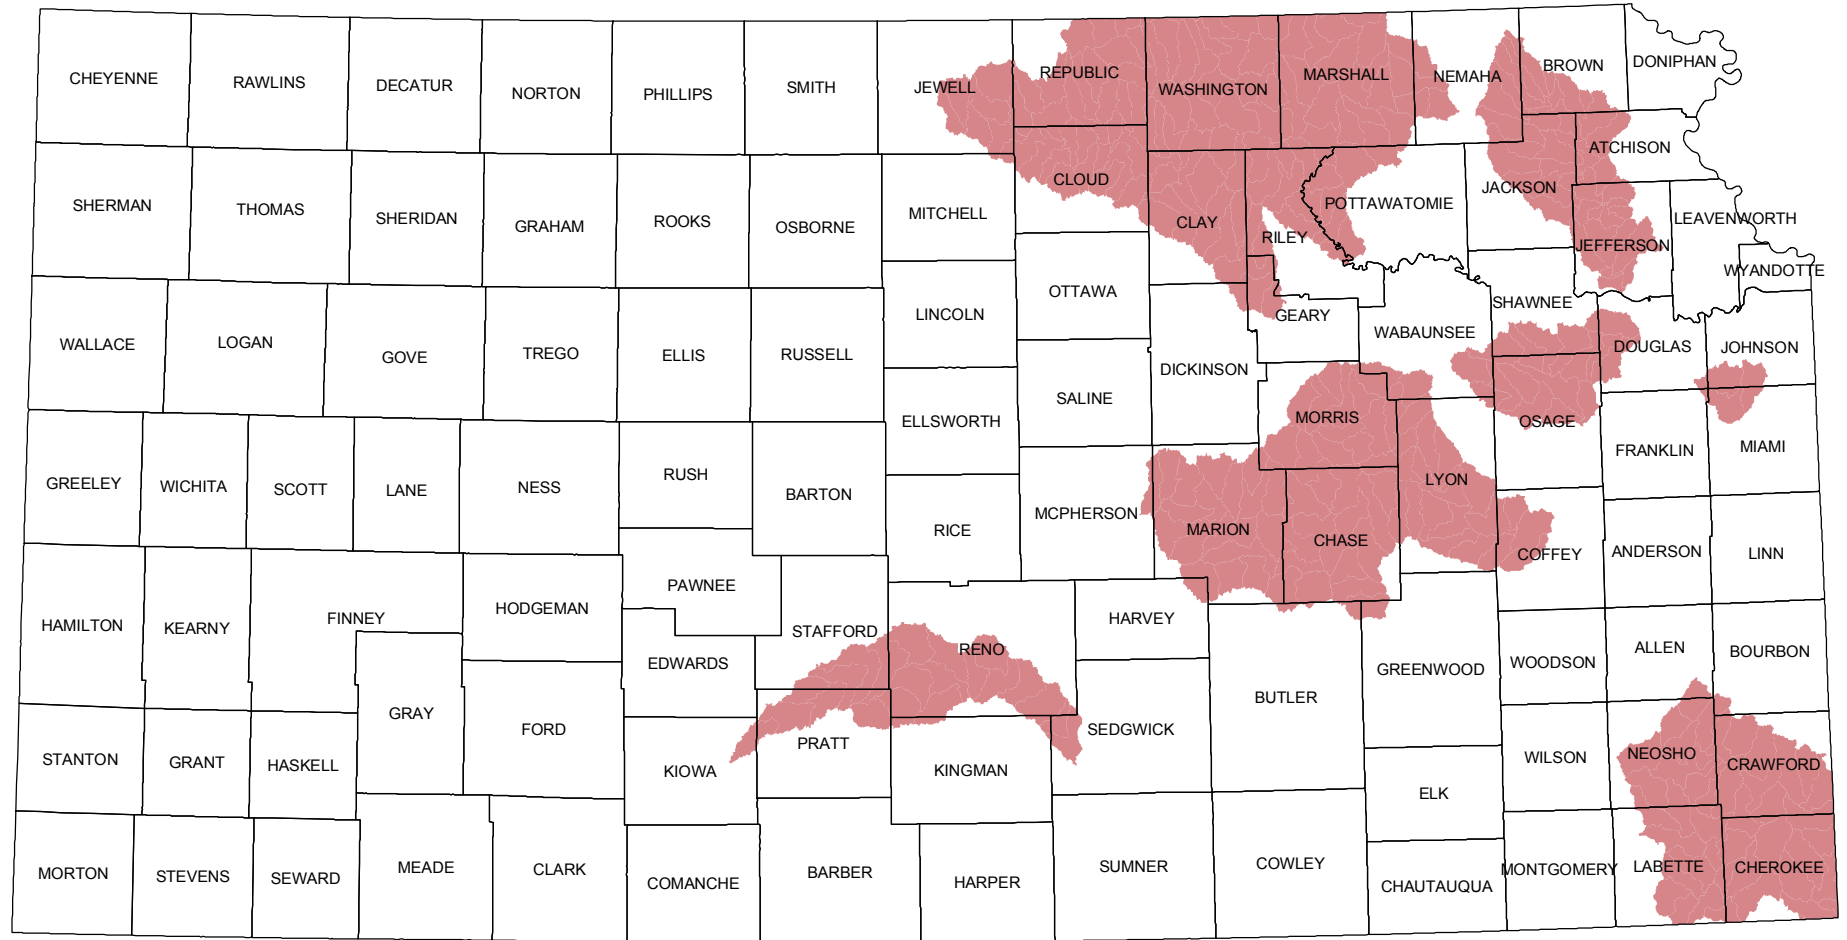 CHEYENNE
RAWLINS
DECATUR
NORTON
PHILLIPS
SMITH
JEWELL
REPUBLIC
WASHINGTON
MARSHALL
NEMAHA
BROWN
DONIPHAN
SHERMAN
THOMAS
SHERIDAN
GRAHAM
ROOKS
OSBORNE
MITCHELL
CLOUD
CLAY
RILEY
POTTAWATOMIE
JACKSON
ATCHISON
JEFFERSON
LEAVENWORTH
WYANDOTTE
OTTAWA
LINCOLN
WALLACE
LOGAN
GOVE
TREGO
ELLIS
RUSSELL
DICKINSON
GEARY
WABAUNSEE
SHAWNEE
DOUGLAS
JOHNSON
SALINE
ELLSWORTH
MORRIS
OSAGE
FRANKLIN
MIAMI
GREELEY
WICHITA
SCOTT
LANE
NESS
RUSH
BARTON
RICE
MCPHERSON
MARION
CHASE
LYON
COFFEY
ANDERSON
LINN
HAMILTON
KEARNY
FINNEY
HODGEMAN
PAWNEE
STAFFORD
EDWARDS
RENO
HARVEY
BUTLER
GREENWOOD
WOODSON
ALLEN
BOURBON
STANTON
GRANT
HASKELL
GRAY
FORD
KIOWA
PRATT
KINGMAN
SEDGWICK
ELK
WILSON
NEOSHO
CRAWFORD
MORTON
STEVENS
SEWARD
MEADE
CLARK
COMANCHE
BARBER
HARPER
SUMNER
COWLEY
CHAUTAUQUA
MONTGOMERY
LABETTE
CHEROKEE